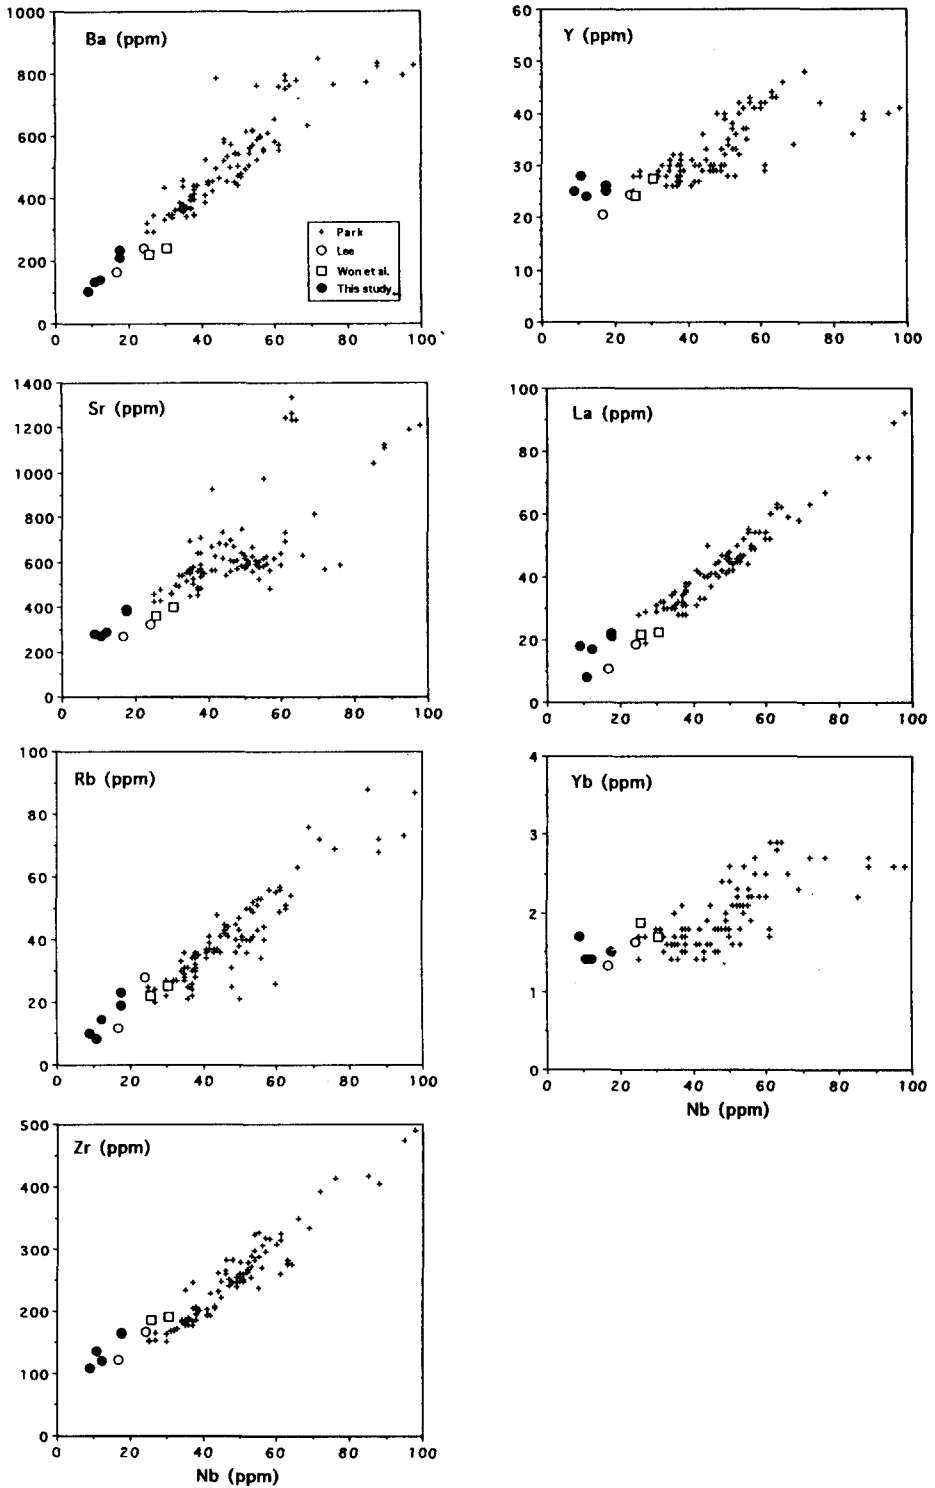 Ba (ppm)
1000
800
600
400
200
0
0 20 40 60 80 100
Park
Lee
Won et al.
This study
Y (ppm)
60
50
40
30
20
10
0
0 20 40 60 80 100
Sr (ppm)
1400
1200
1000
800
600
400
200
0
0 20 40 60 80 100
La (ppm)
100
80
60
40
20
0
0 20 40 60 80 100
Rb (ppm)
100
80
60
40
20
0
0 20 40 60 80 100
Yb (ppm)
4
3
2
1
0
0 20 40 60 80 100
Nb (ppm)
Zr (ppm)
500
400
300
200
100
0
0 20 40 60 80 100
Nb (ppm)